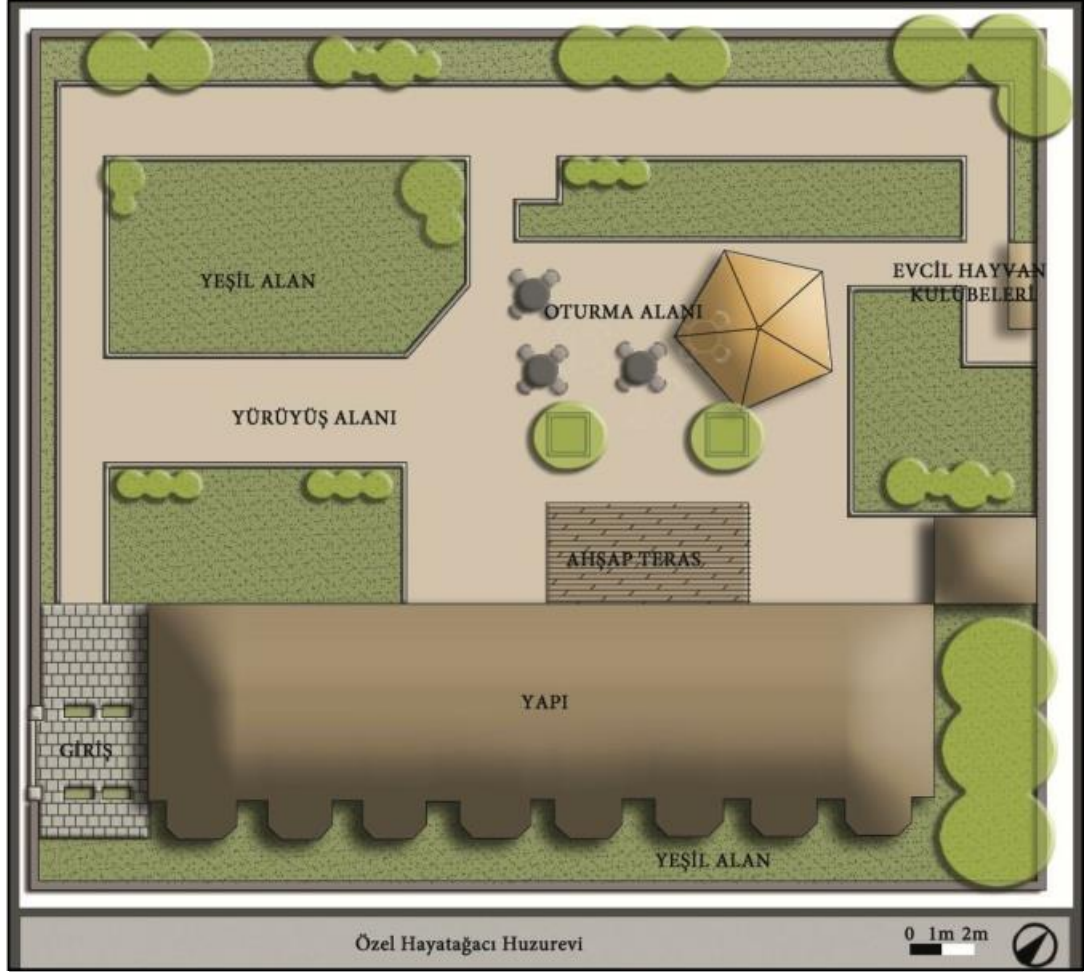 YEŞİL ALAN
EVCİL HAYVAN
KULÜBELERİ
OTURMA ALANI
YÜRÜYÜŞ ALANI
AHŞAP TERAS
YAPI
GİRİŞ
YEŞİL ALAN
Özel Hayatağacı Huzurevi
0 1m 2m